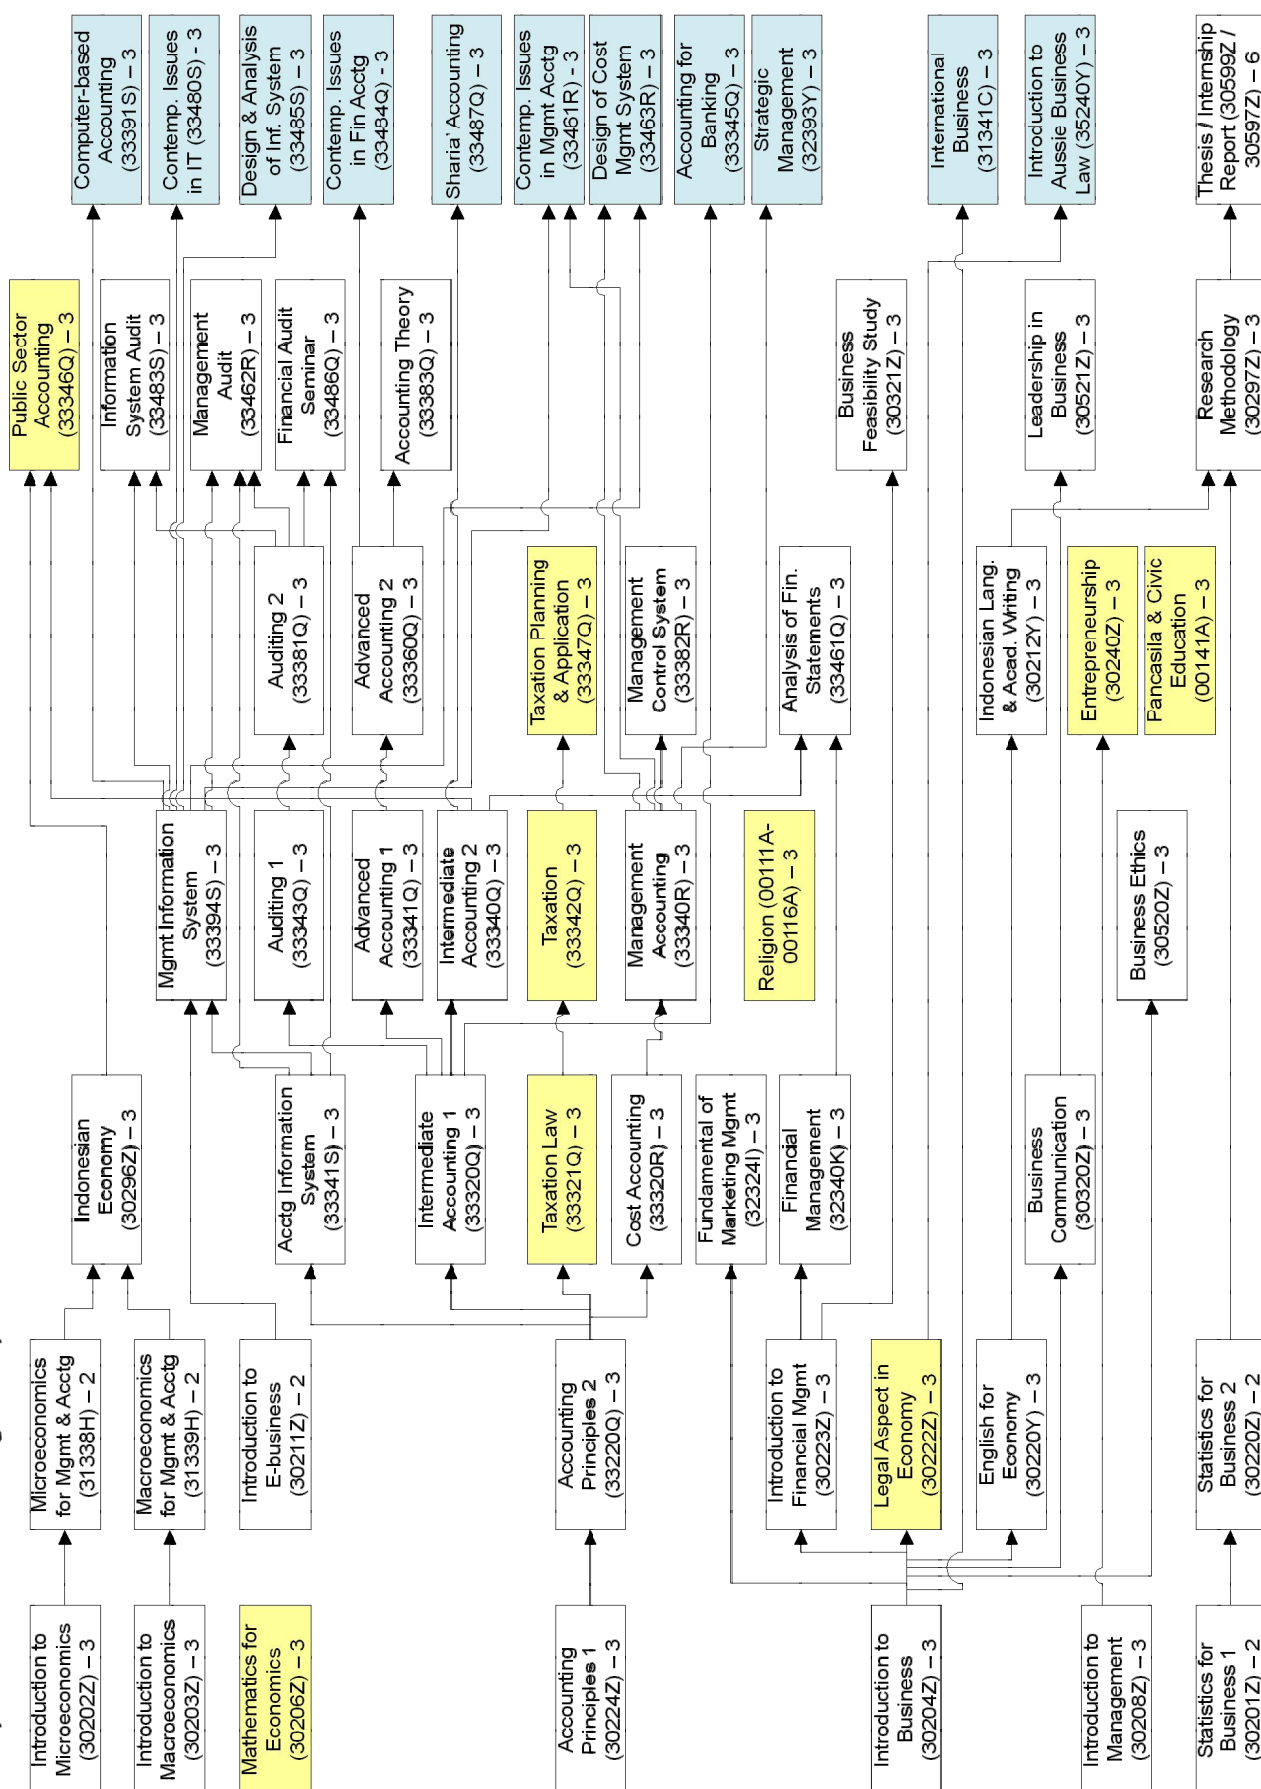 Introduction to
Microeconomics
(30202Z) – 3
Introduction to
Macroeconomics
(30203Z) – 3
Mathematics for
Economics
(30206Z) – 3
Accounting
Principles 1
(30224Z) – 3
Introduction to
Business
(30204Z) – 3
Introduction to
Management
(30208Z) – 3
Statistics for
Business 1
(30201Z) – 2
Microeconomics
for Mgmt & Acctg
(31338H) – 2
Macroeconomics
for Mgmt & Acctg
(31339H) – 2
Introduction to
E-business
(30211Z) – 2
Accounting
Principles 2
(33220Q) – 3
Introduction to
Financial Mgmt
(30223Z) – 3
Legal Aspect in
Economy
(30222Z) – 3
English for
Economy
(30220Y) – 3
Statistics for
Business 2
(30220Z) – 2
Indonesian
Economy
(30296Z) – 3
Acctg Information
System
(33341S) – 3
Intermediate
Accounting 1
(33320Q) – 3
Taxation Law
(33321Q) – 3
Cost Accounting
(33320R) – 3
Fundamental of
Marketing Mgmt
(32324I) – 3
Financial
Management
(32340K) – 3
Business
Communication
(30320Z) – 3
Mgmt Information
System
(33394S) – 3
Auditing 1
(33343Q) – 3
Advanced
Accounting 1
(33341Q) – 3
Intermediate
Accounting 2
(33340Q) – 3
Taxation
(33342Q) – 3
Management
Accounting
(33340R) – 3
Religion (00111A-
00116A) – 3
Business Ethics
(30520Z) – 3
Auditing 2
(33381Q) – 3
Advanced
Accounting 2
(33360Q) – 3
Taxation Planning
& Application
(33347Q) – 3
Management
Control System
(33382R) – 3
Analysis of Fin.
Statements
(33461Q) – 3
Indonesian Lang.
& Acad. Writing
(30212Y) – 3
Entrepreneurship
(30240Z) – 3
Pancasila & Civic
Education
(00141A) – 3
Public Sector
Accounting
(33346Q) – 3
Information
System Audit
(33483S) – 3
Management
Audit
(33462R) – 3
Financial Audit
Seminar
(33486Q) – 3
Accounting Theory
(33383Q) – 3
Business
Feasibility Study
(30321Z) – 3
Leadership in
Business
(30521Z) – 3
Research
Methodology
(30297Z) – 3
Computer-based
Accounting
(33391S) – 3
Contemp. Issues
in IT (33480S) - 3
Design & Analysis
of Inf. System
(33485S) – 3
Contemp. Issues
in Fin Acctg
(33484Q) - 3
Sharia' Accounting
(33487Q) – 3
Contemp. Issues
in Mgmt Acctg
(33461R) - 3
Design of Cost
Mgmt System
(33463R) – 3
Accounting for
Banking
(33345Q) – 3
Strategic
Management
(32393Y) – 3
International
Business
(31341C) – 3
Introduction to
Aussie Business
Law (35240Y) – 3
Thesis / Internship
Report (30599Z /
30597Z) – 6